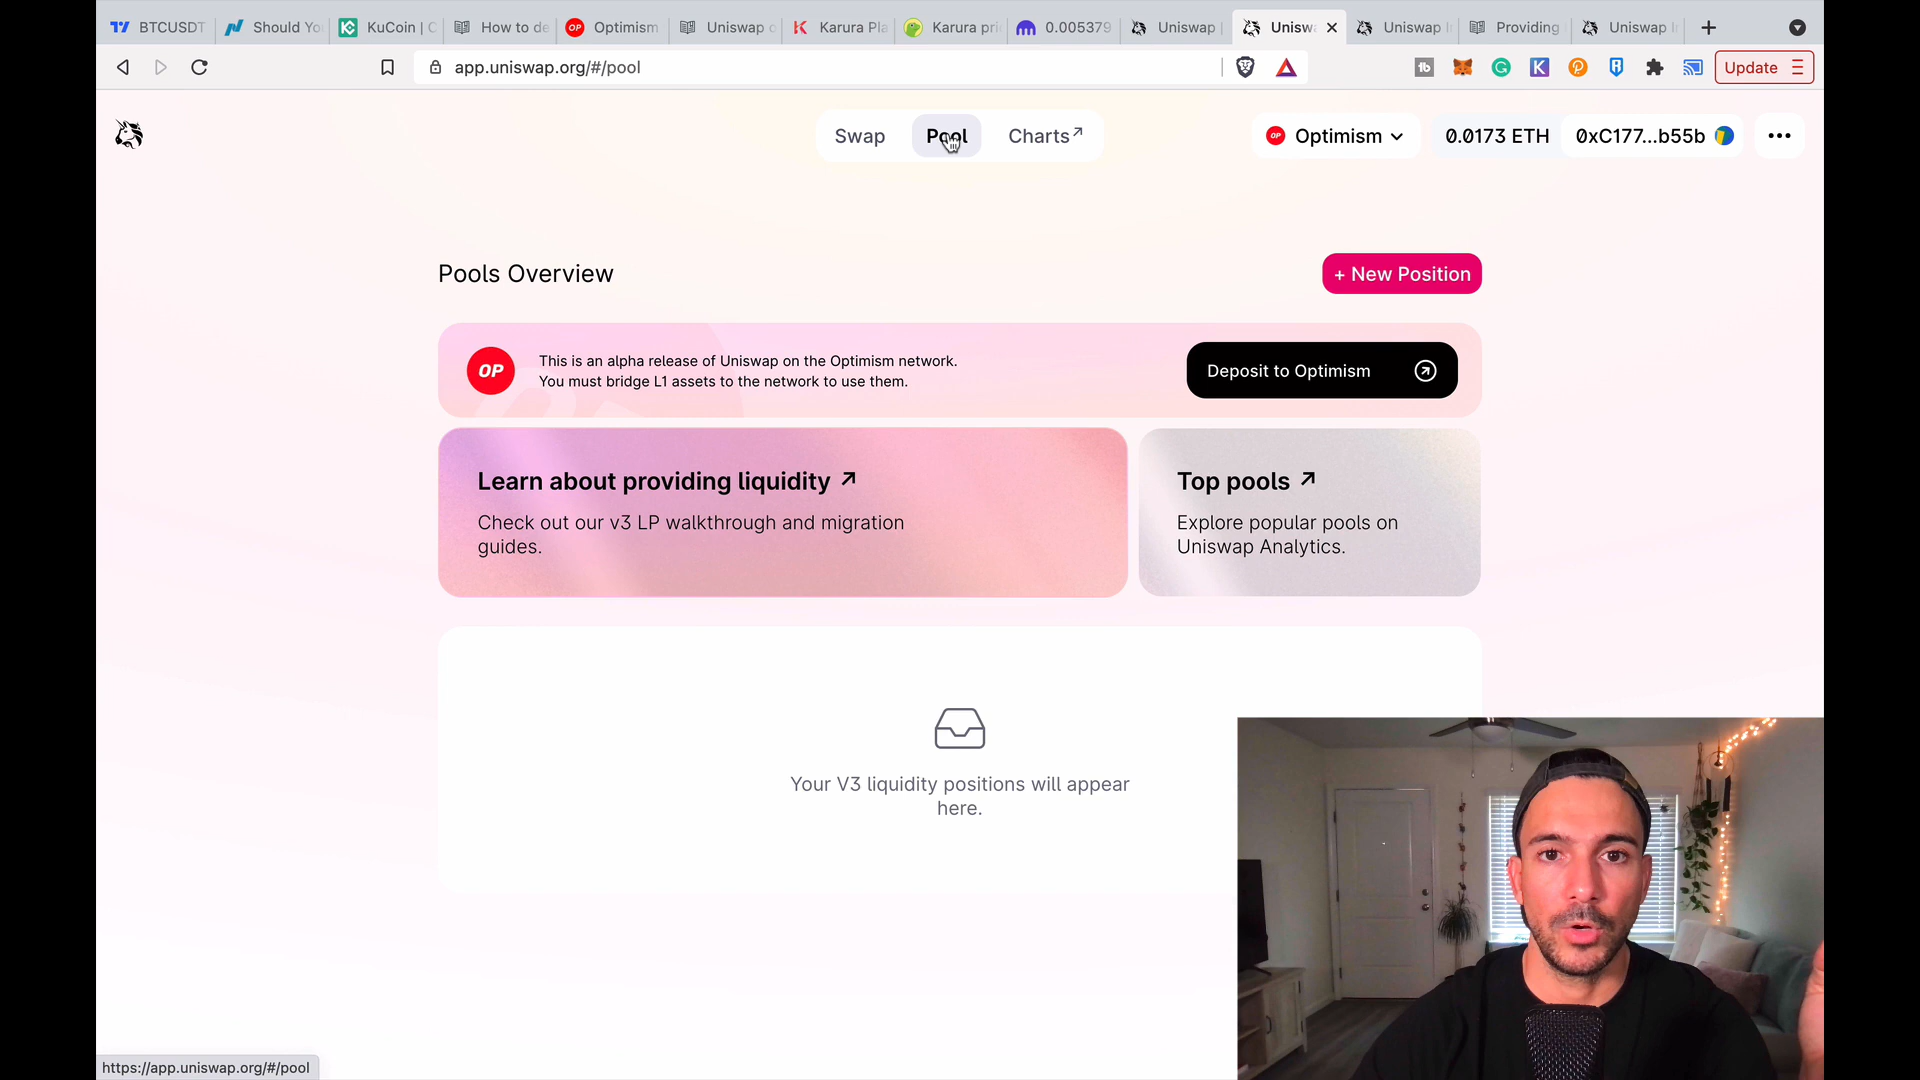 BTCUSDT
Should Yo
KuCoin | C
How to de
Optimism
Uniswap o
Karura Pla
Karura pri
0.005379
Uniswap |
Unisw
Uniswap I
Providing
Uniswap I
app.uniswap.org/#/pool
Update
Swap
Pool
Charts↗
OP
Optimism
0.0173 ETH
0xC177...b55b
Pools Overview
+ New Position
OP
This is an alpha release of Uniswap on the Optimism network.
You must bridge L1 assets to the network to use them.
Deposit to Optimism
Learn about providing liquidity ↗
Check out our v3 LP walkthrough and migration
guides.
Top pools ↗
Explore popular pools on
Uniswap Analytics.
Your V3 liquidity positions will appear
here.
https://app.uniswap.org/#/pool